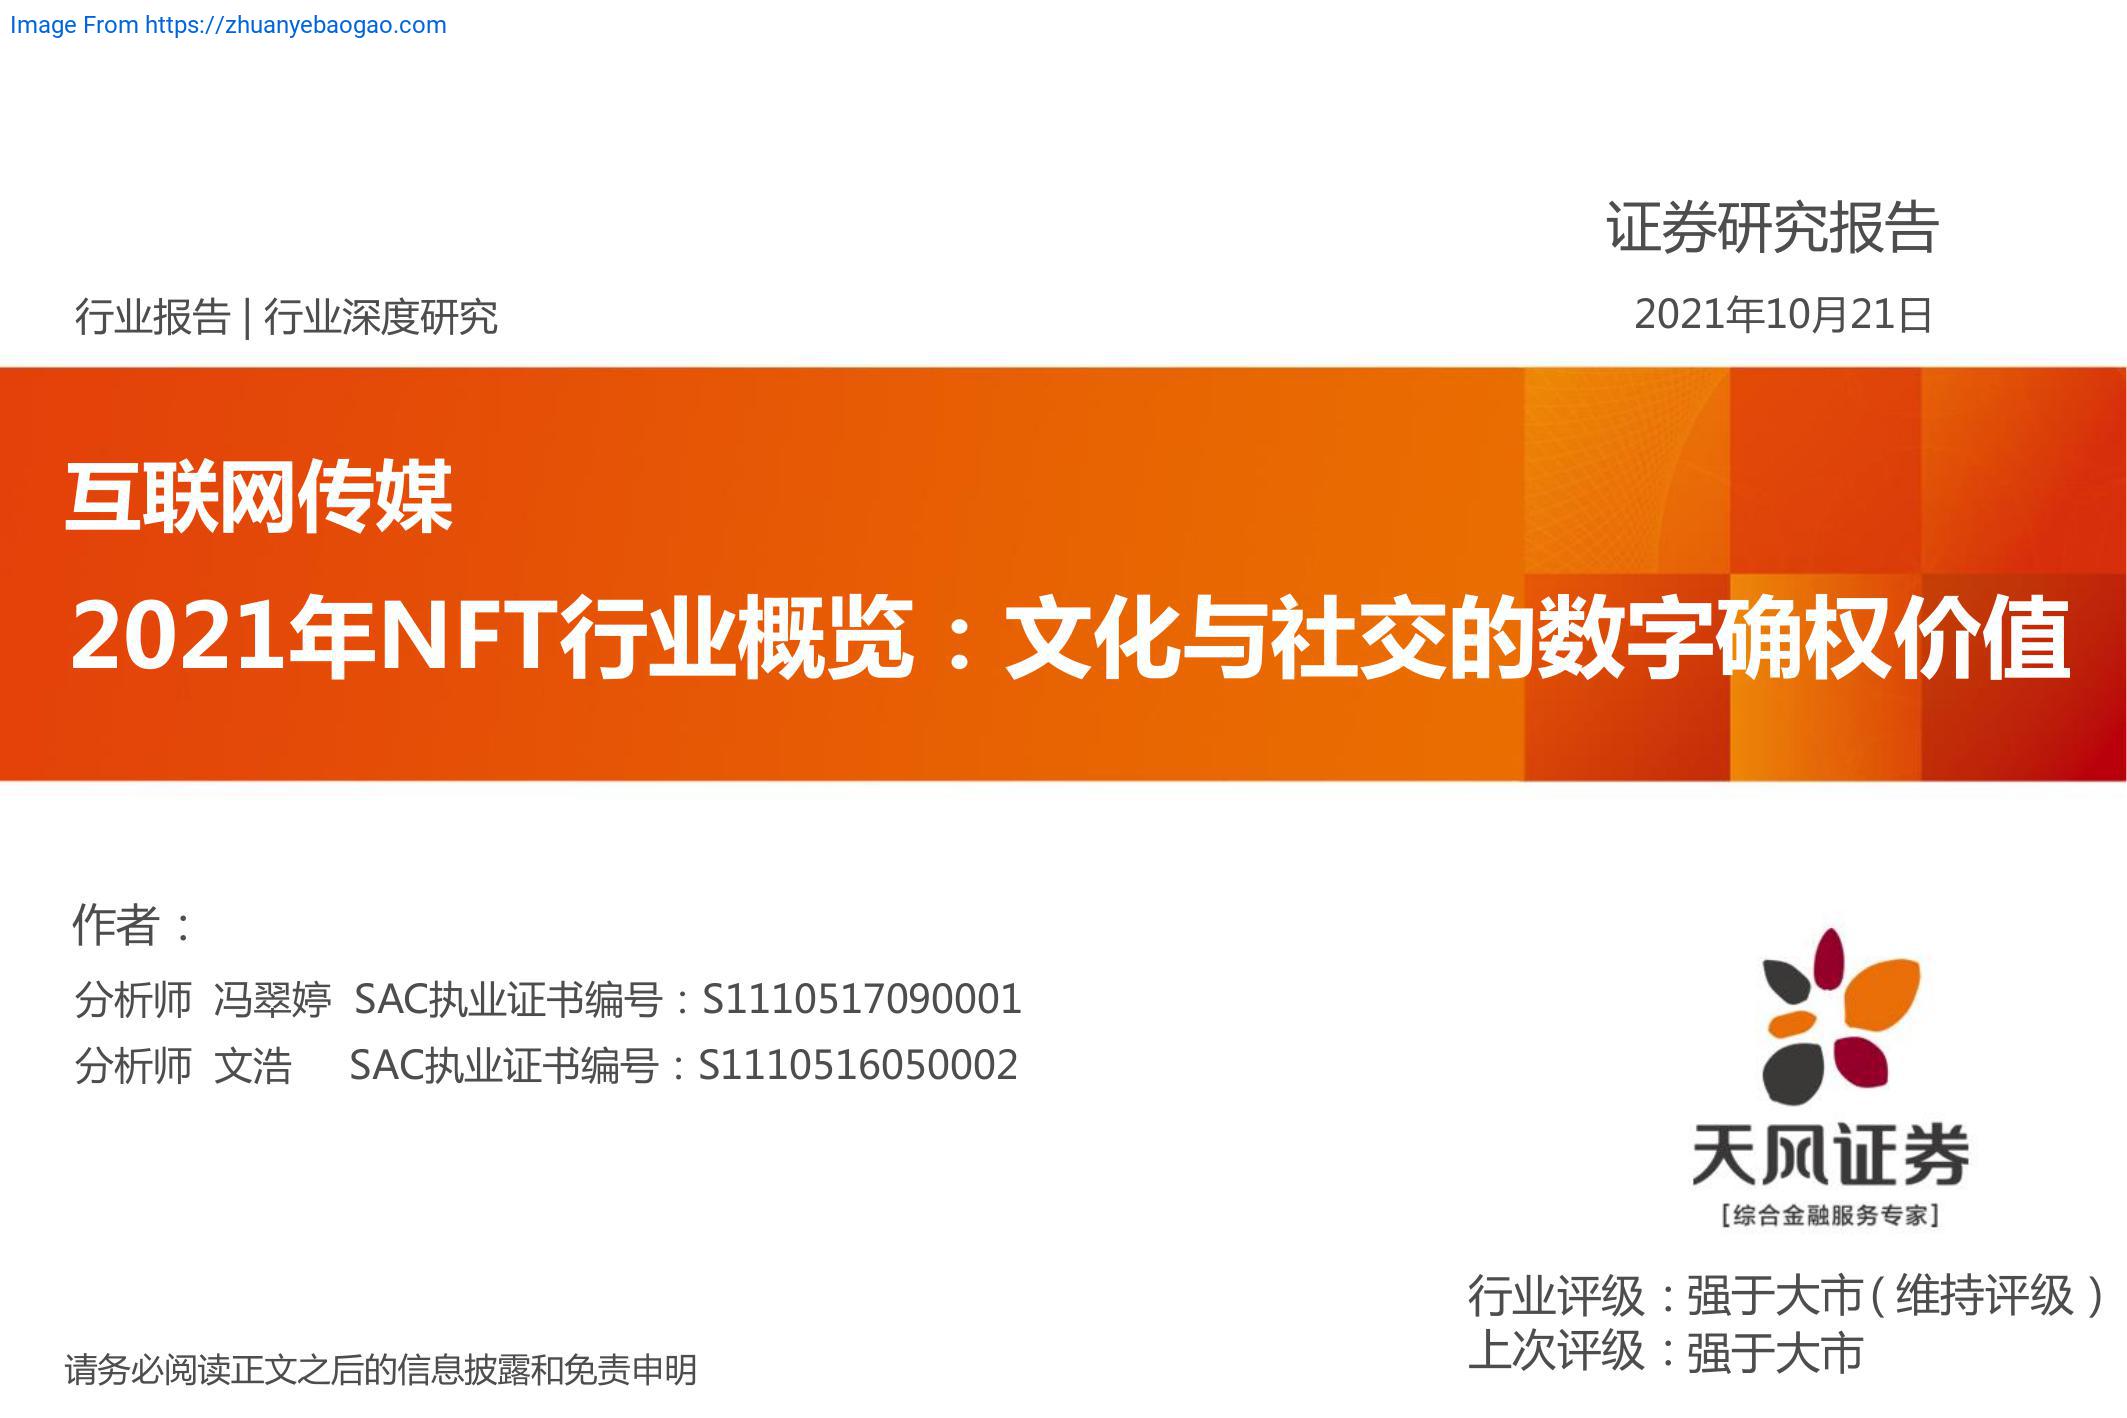 Image From https://zhuanyebaogao.com
证券研究报告
行业报告 | 行业深度研究
2021年10月21日
互联网传媒
2021年NFT行业概览：文化与社交的数字确权价值
作者：
分析师 冯翠婷 SAC执业证书编号：S1110517090001
分析师 文浩 SAC执业证书编号：S1110516050002
天风证券
[综合金融服务专家]
行业评级：强于大市（维持评级）
上次评级：强于大市
请务必阅读正文之后的信息披露和免责申明